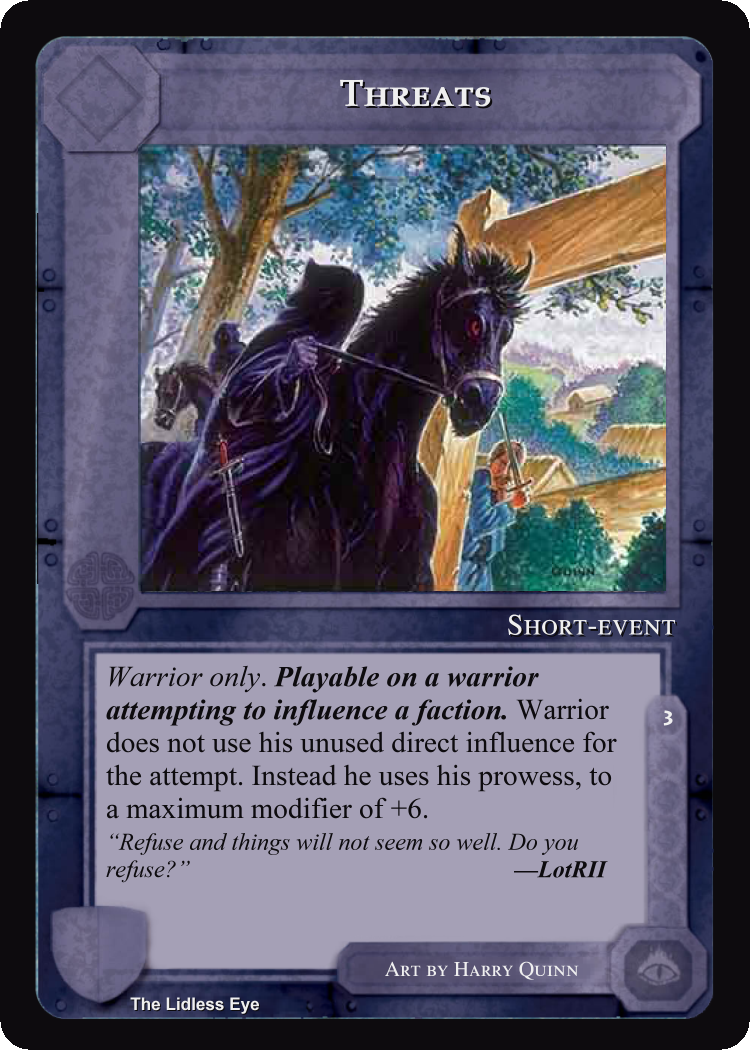 Threats
Quinn
Short-event
Warrior only. Playable on a warrior
attempting to influence a faction. Warrior
does not use his unused direct influence for
the attempt. Instead he uses his prowess, to
a maximum modifier of +6.
“Refuse and things will not seem so well. Do you
refuse?” —LotRII
3
Art by Harry Quinn
The Lidless Eye